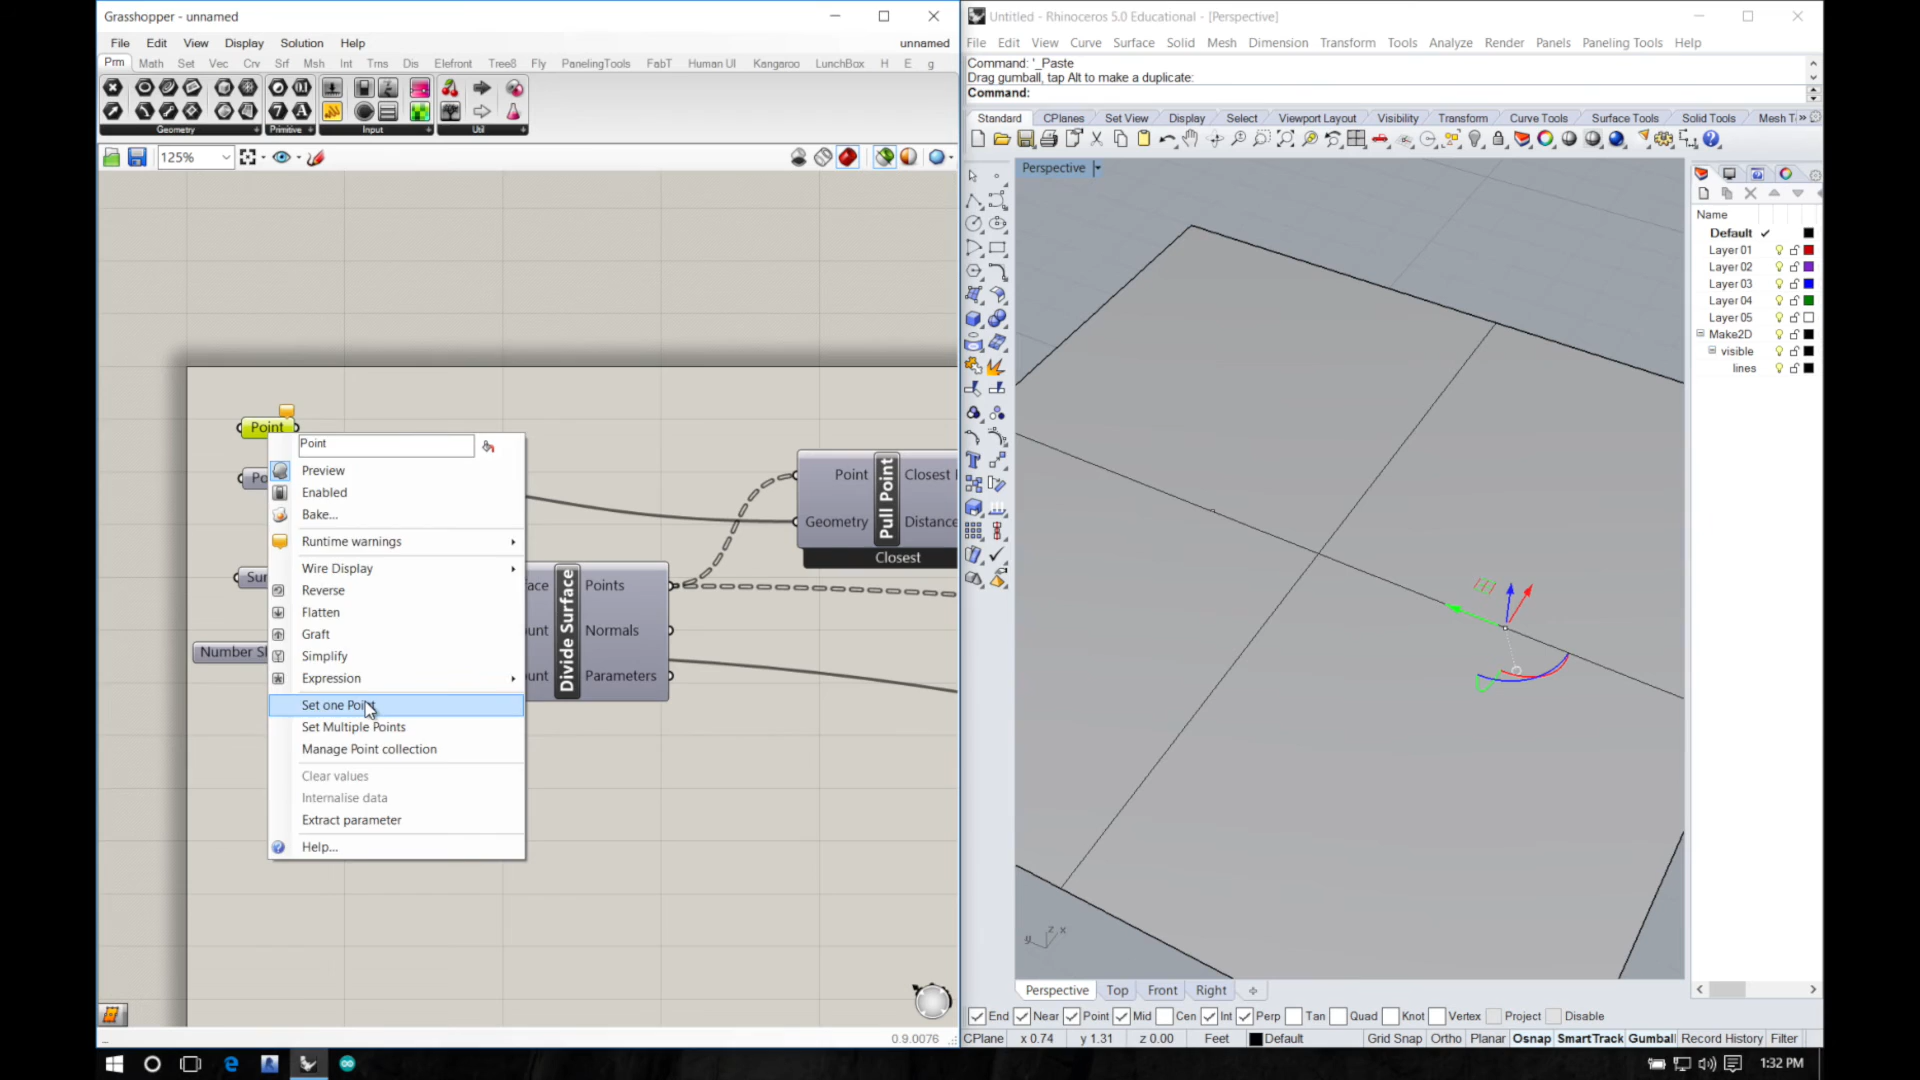 Grasshopper - unnamed
File Edit View Display Solution Help
unnamed
Prm Math Set Vec Crv Srf Msh Int Trns Dis Elefront Tree8 Fly PanelingTools FabT Human UI Kangaroo LunchBox H E g
Geometry Primitive Input Util
125%
Point
Point
Preview
Enabled
Bake...
Runtime warnings
Wire Display
Reverse
Flatten
Graft
Simplify
Expression
Set one Point
Set Multiple Points
Manage Point collection
Clear values
Internalise data
Extract parameter
Help...
Number Sl
Divide Surface
Points
Normals
Parameters
Point
Geometry
Pull Point
Distance
Closest
0.9.0076
Untitled - Rhinoceros 5.0 Educational - [Perspective]
File Edit View Curve Surface Solid Mesh Dimension Transform Tools Analyze Render Panels Paneling Tools Help
Command: '_Paste
Drag gumball, tap Alt to make a duplicate:
Command:
Standard CPlanes Set View Display Select Viewport Layout Visibility Transform Curve Tools Surface Tools Solid Tools Mesh T
Perspective
Name
Default
Layer 01
Layer 02
Layer 03
Layer 04
Layer 05
Make2D
visible
lines
z x
y
Perspective Top Front Right
End Near Point Mid Cen Int Perp Tan Quad Knot Vertex Project Disable
CPlane x 0.74 y 1.31 z 0.00 Feet Default Grid Snap Ortho Planar Osnap SmartTrack Gumball Record History Filter
1:32 PM